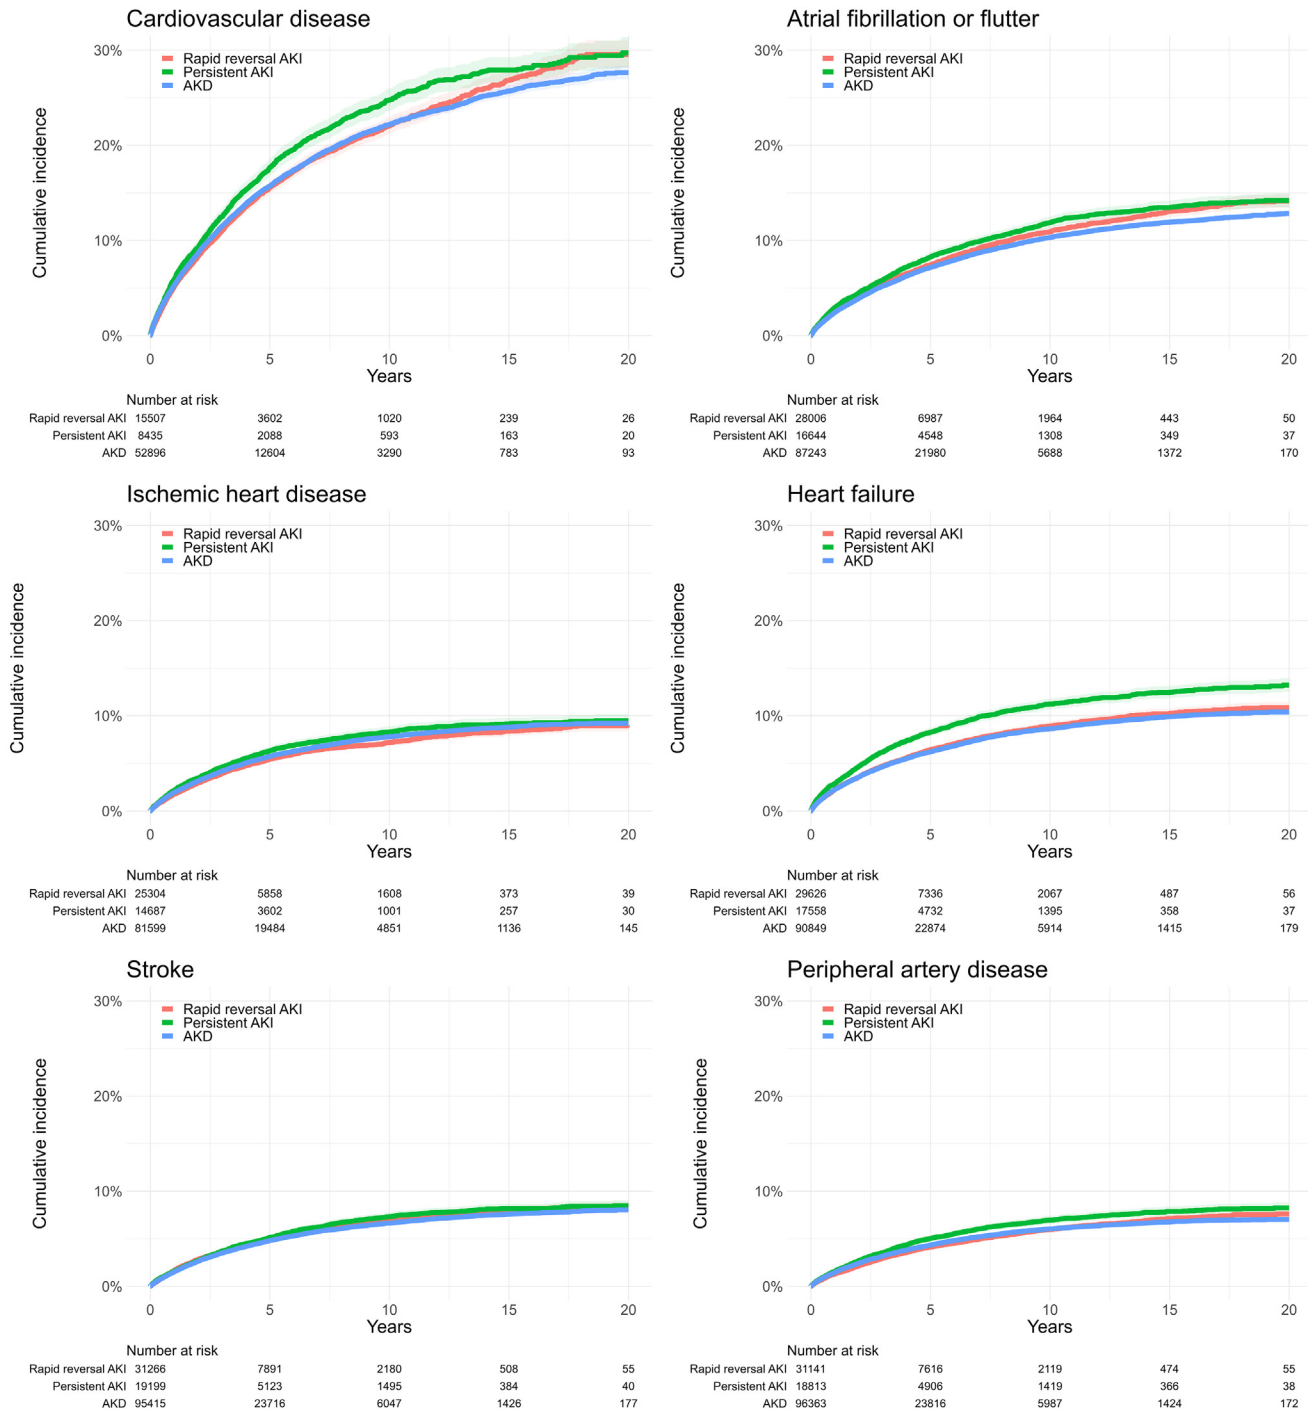 Cardiovascular disease
30%
20%
10%
0%
Cumulative incidence
Rapid reversal AKI
Persistent AKI
AKD
0 5 10 15 20
Years
Number at risk
Rapid reversal AKI 15507 3602 1020 239 26
Persistent AKI 8435 2088 593 163 20
AKD 52896 12604 3290 783 93
Atrial fibrillation or flutter
30%
20%
10%
0%
Cumulative incidence
Rapid reversal AKI
Persistent AKI
AKD
0 5 10 15 20
Years
Number at risk
Rapid reversal AKI 28006 6987 1964 443 50
Persistent AKI 16644 4548 1308 349 37
AKD 87243 21980 5688 1372 170
Ischemic heart disease
30%
20%
10%
0%
Cumulative incidence
Rapid reversal AKI
Persistent AKI
AKD
0 5 10 15 20
Years
Number at risk
Rapid reversal AKI 25304 5858 1608 373 39
Persistent AKI 14687 3602 1001 257 30
AKD 81599 19484 4851 1136 145
Heart failure
30%
20%
10%
0%
Cumulative incidence
Rapid reversal AKI
Persistent AKI
AKD
0 5 10 15 20
Years
Number at risk
Rapid reversal AKI 29626 7336 2067 487 56
Persistent AKI 17558 4732 1395 358 37
AKD 90849 22874 5914 1415 179
Stroke
30%
20%
10%
0%
Cumulative incidence
Rapid reversal AKI
Persistent AKI
AKD
0 5 10 15 20
Years
Number at risk
Rapid reversal AKI 31266 7891 2180 508 55
Persistent AKI 19199 5123 1495 384 40
AKD 95415 23716 6047 1426 177
Peripheral artery disease
30%
20%
10%
0%
Cumulative incidence
Rapid reversal AKI
Persistent AKI
AKD
0 5 10 15 20
Years
Number at risk
Rapid reversal AKI 31141 7616 2119 474 55
Persistent AKI 18813 4906 1419 366 38
AKD 96363 23816 5987 1424 172